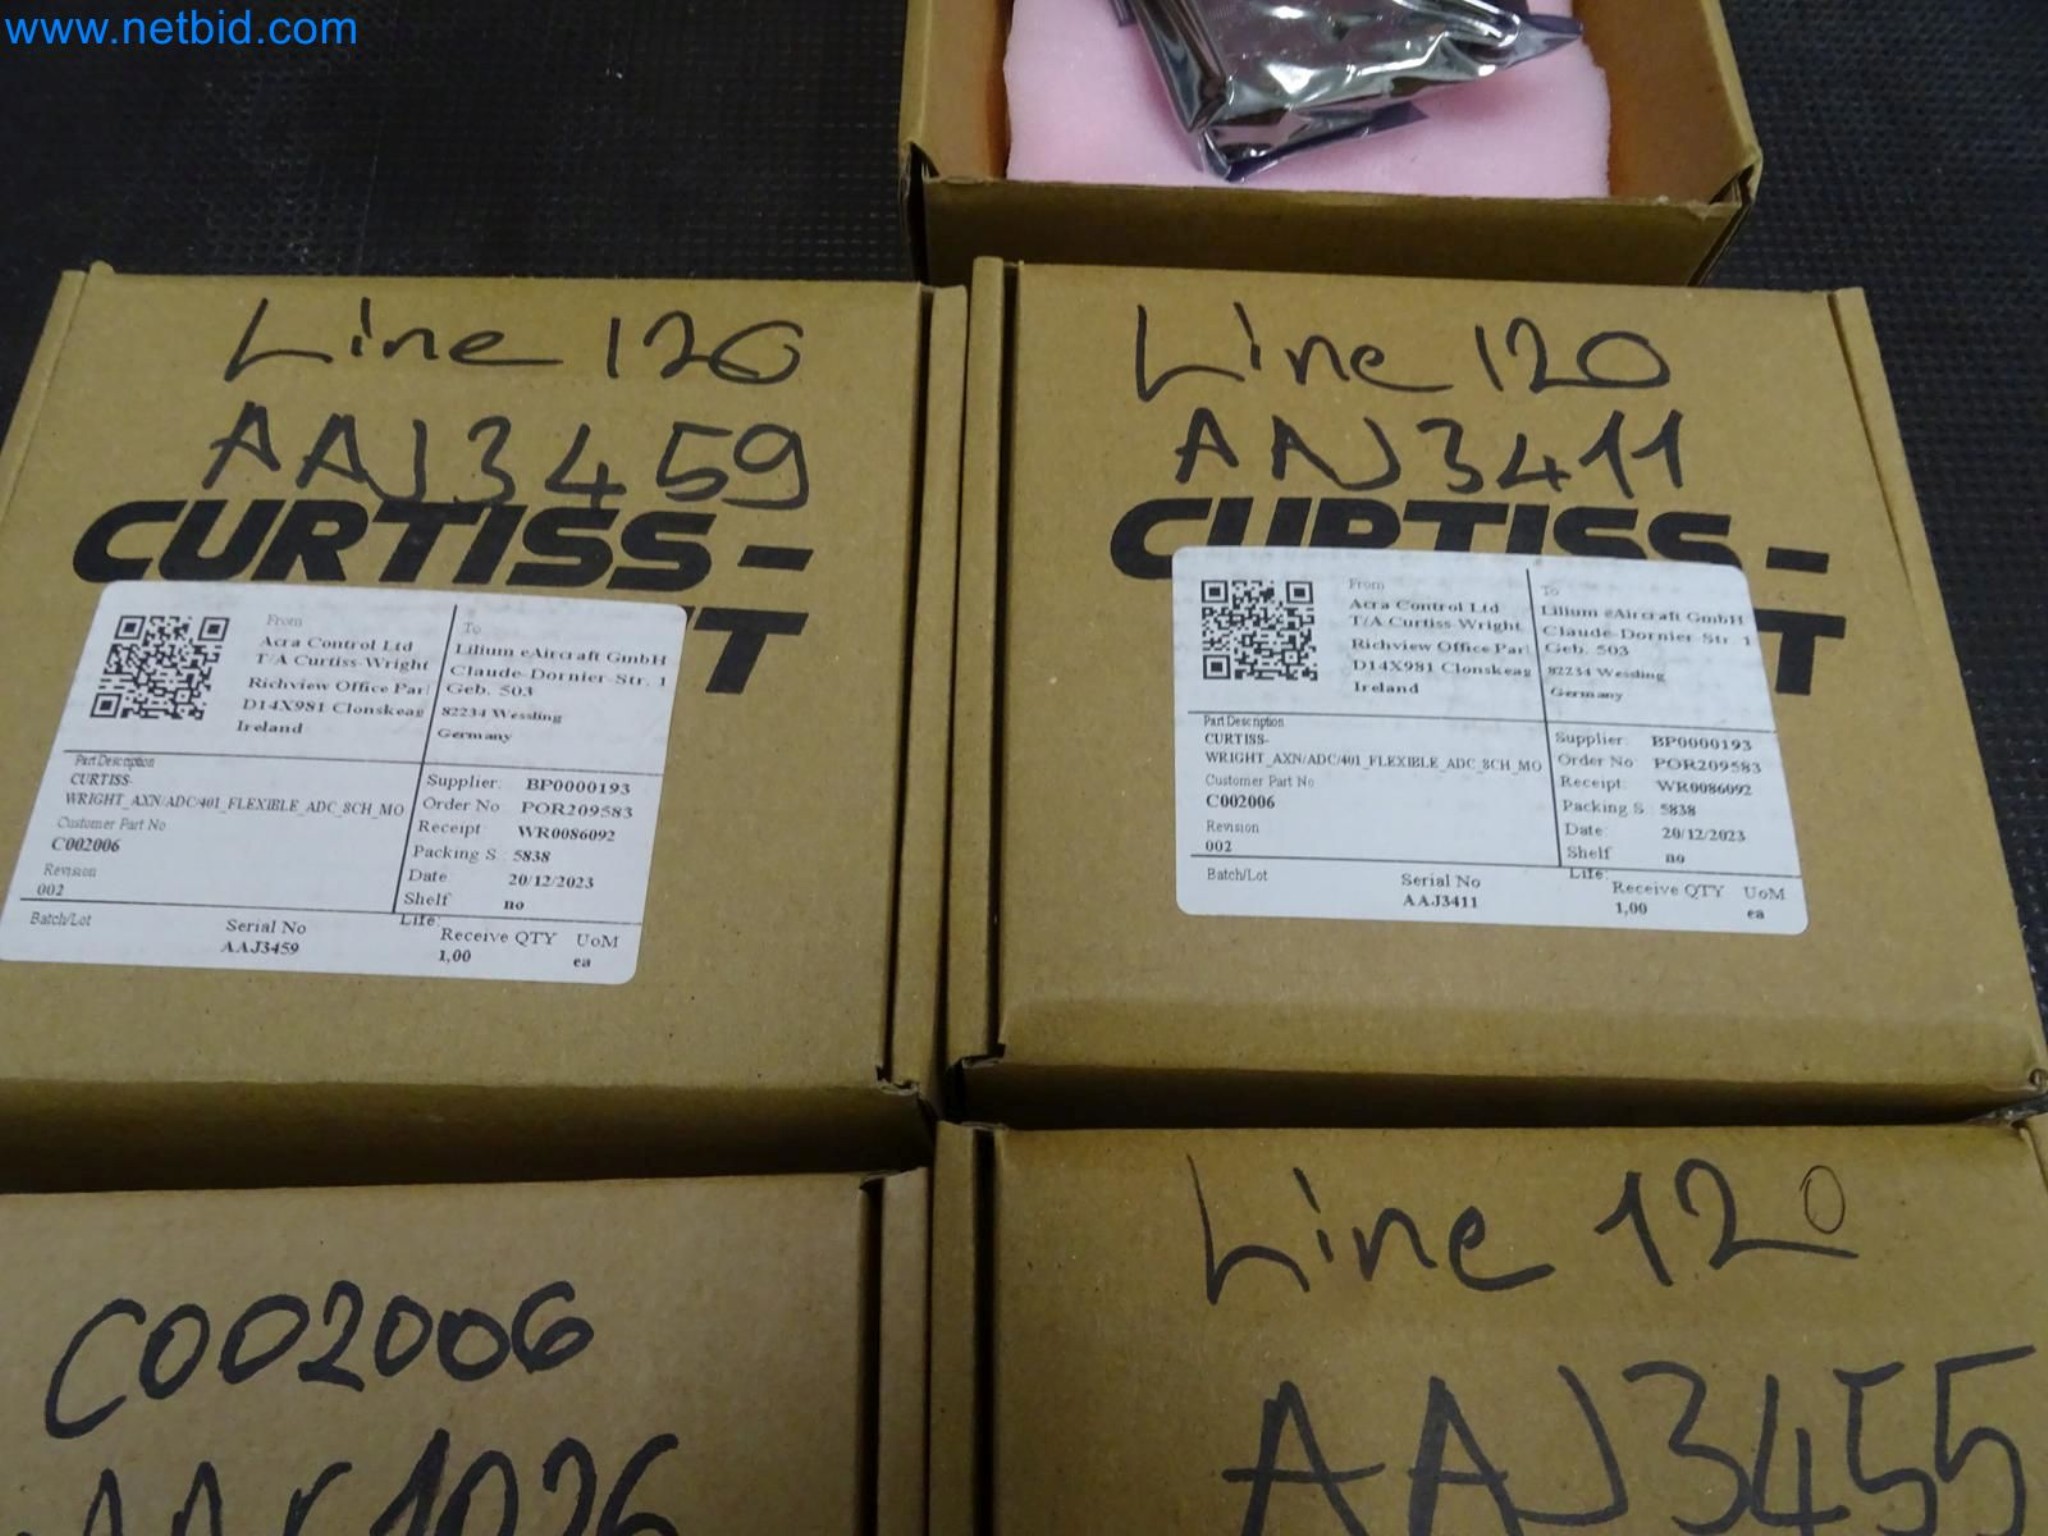 www.netbid.com
Line 120
AAJ3459
CURTISS-
From
Acra Control Ltd
T/A Curtiss-Wright
Richview Office Par
D14X981 Clonskeag
Ireland
To
Lilium eAircraft GmbH
Claude-Dornier-Str. 1
Geb. 503
82234 Wessling
Germany
Part Description
CURTISS-
WRIGHT_AXN/ADC/401_FLEXIBLE_ADC_8CH_MO
Customer Part No
C002006
Revision
002
Supplier: BP0000193
Order No POR209583
Receipt WR0086092
Packing S 5838
Date 20/12/2023
Shelf no
Life:
Batch/Lot
Serial No
AAJ3459
Receive QTY
1,00
UoM
ea
Line 120
AAJ3411
CURTISS-
T
From
Acra Control Ltd
T/A Curtiss-Wright
Richview Office Par
D14X981 Clonskeag
Ireland
To
Lilium eAircraft GmbH
Claude-Dornier-Str. 1
Geb. 503
82234 Wessling
Germany
Part Description
CURTISS-
WRIGHT_AXN/ADC/401_FLEXIBLE_ADC_8CH_MO
Customer Part No
C002006
Revision
002
Supplier: BP0000193
Order No POR209583
Receipt WR0086092
Packing S 5838
Date 20/12/2023
Shelf no
Life:
Batch/Lot
Serial No
AAJ3411
Receive QTY
1,00
UoM
ea
C002006
Line 120
AAJ3455